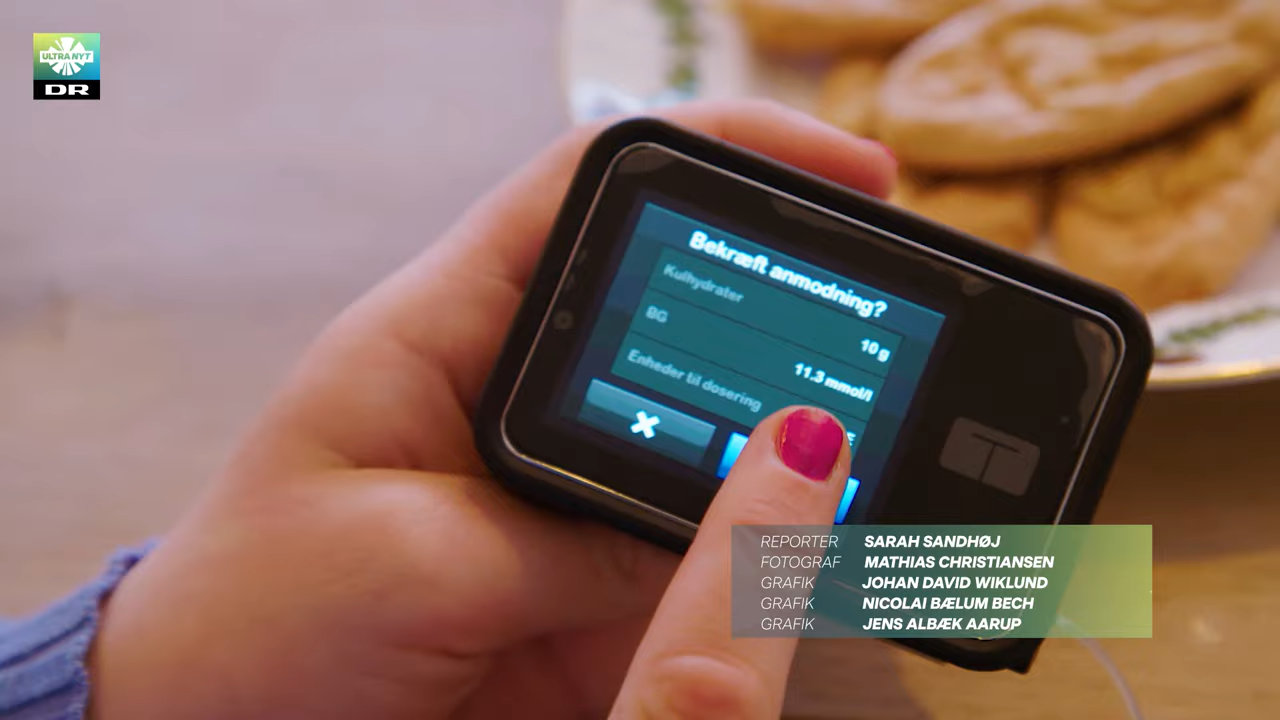 ULTRA NYT
DR
Bekræft anmodning?
Kulhydrater
10 g
BG
11.3 mmol/l
Enheder til dosering
E
REPORTER SARAH SANDHØJ
FOTOGRAF MATHIAS CHRISTIANSEN
GRAFIK JOHAN DAVID WIKLUND
GRAFIK NICOLAI BÆLUM BECH
GRAFIK JENS ALBÆK AARUP